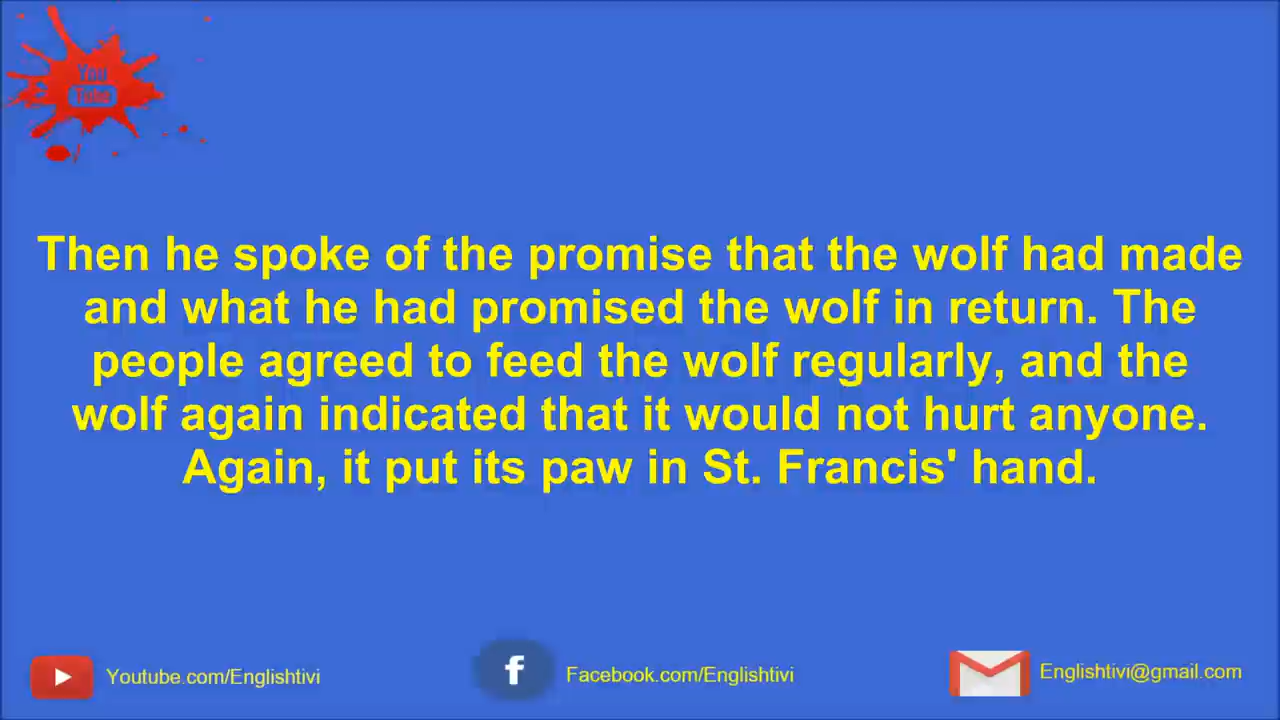 You
Tube
Then he spoke of the promise that the wolf had made
and what he had promised the wolf in return. The
people agreed to feed the wolf regularly, and the
wolf again indicated that it would not hurt anyone.
Again, it put its paw in St. Francis' hand.
Youtube.com/Englishtivi
f
Facebook.com/Englishtivi
Englishtivi@gmail.com